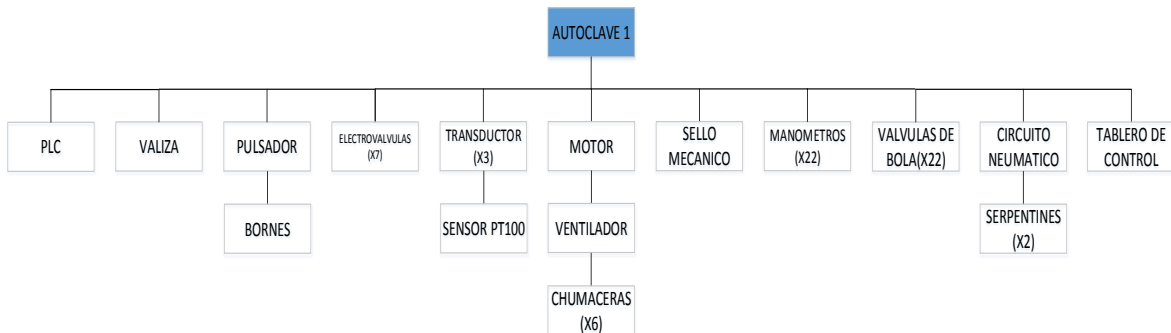 AUTOCLAVE 1
PLC
VALIZA
PULSADOR
ELECTROVALVULAS
(X7)
TRANSDUCTOR
(X3)
MOTOR
SELLO
MECANICO
MANOMETROS
(X22)
VALVULAS DE
BOLA(X22)
CIRCUITO
NEUMATICO
TABLERO DE
CONTROL
BORNES
SENSOR PT100
VENTILADOR
SERPENTINES
(X2)
CHUMACERAS
(X6)